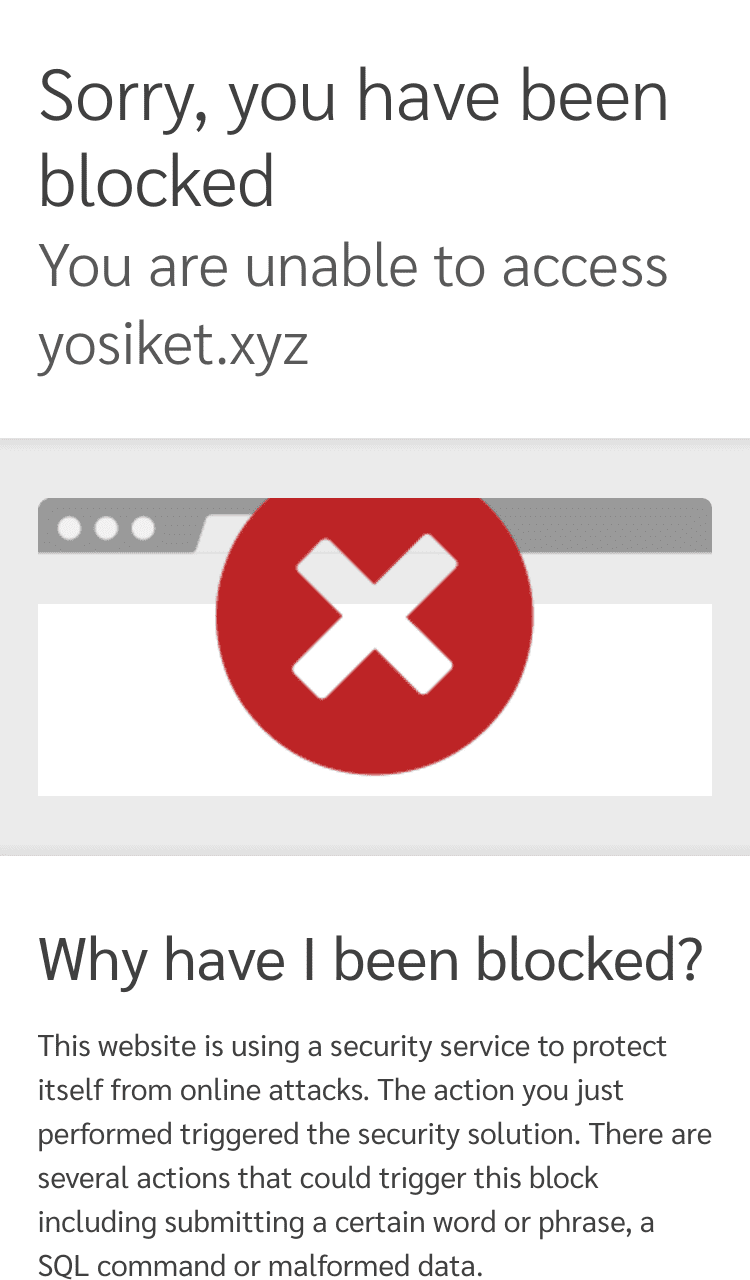 Sorry, you have been
blocked
You are unable to access
yosiket.xyz
Why have I been blocked?
This website is using a security service to protect
itself from online attacks. The action you just
performed triggered the security solution. There are
several actions that could trigger this block
including submitting a certain word or phrase, a
SQL command or malformed data.